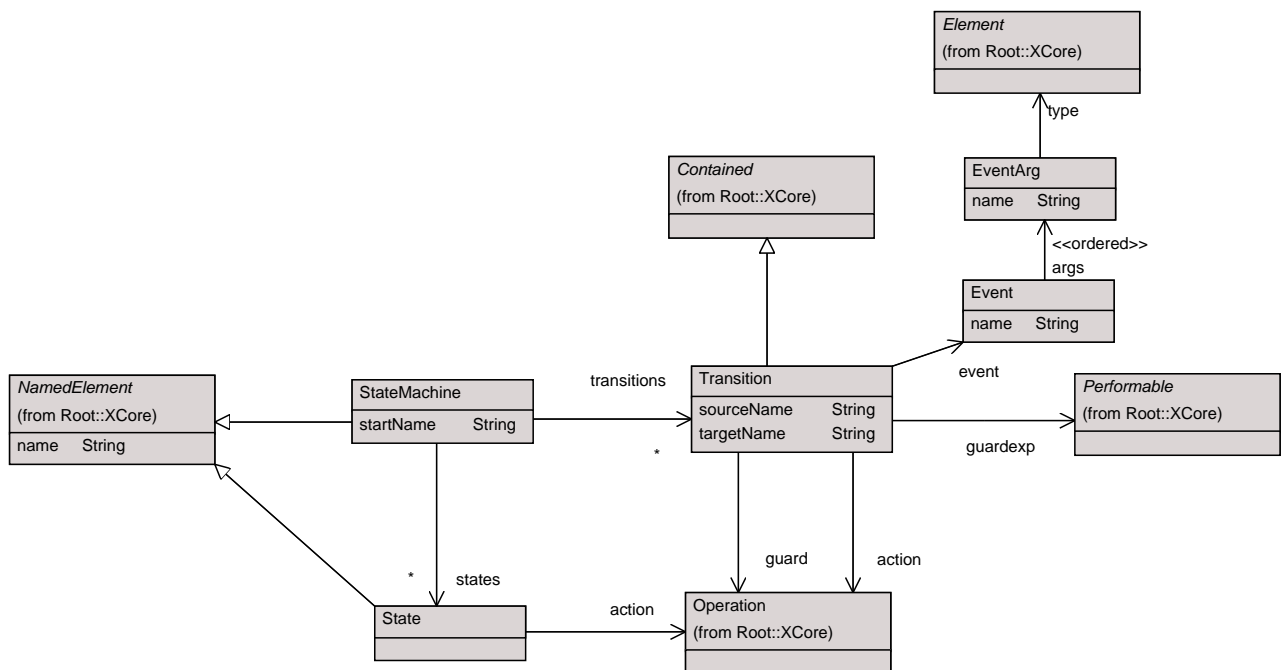 Element
(from Root::XCore)
type
EventArg
name String
<<ordered>>
args
Contained
(from Root::XCore)
Event
name String
event
NamedElement
(from Root::XCore)
name String
StateMachine
startName String
transitions
*
Transition
sourceName String
targetName String
Performable
(from Root::XCore)
guardexp
guard
action
* states
State
action
Operation
(from Root::XCore)